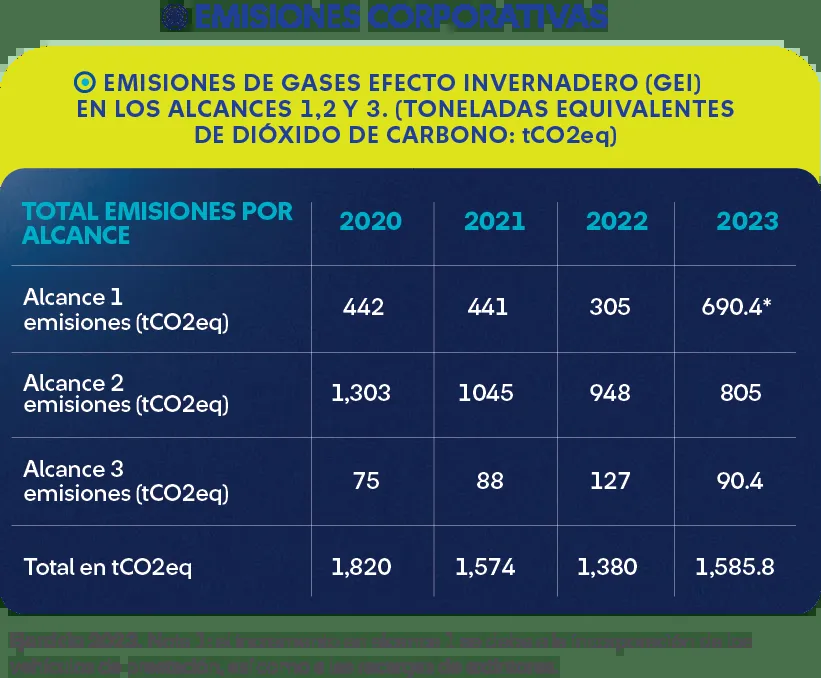 EMISIONES CORPORATIVAS
EMISIONES DE GASES EFECTO INVERNADERO (GEI)
EN LOS ALCANCES 1,2 Y 3. (TONELADAS EQUIVALENTES
DE DIÓXIDO DE CARBONO: tCO2eq)
TOTAL EMISIONES POR
ALCANCE
2020 2021 2022 2023
Alcance 1
emisiones (tCO2eq)
442 441 305 690.4*
Alcance 2
emisiones (tCO2eq)
1,303 1045 948 805
Alcance 3
emisiones (tCO2eq)
75 88 127 90.4
Total en tCO2eq 1,820 1,574 1,380 1,585.8